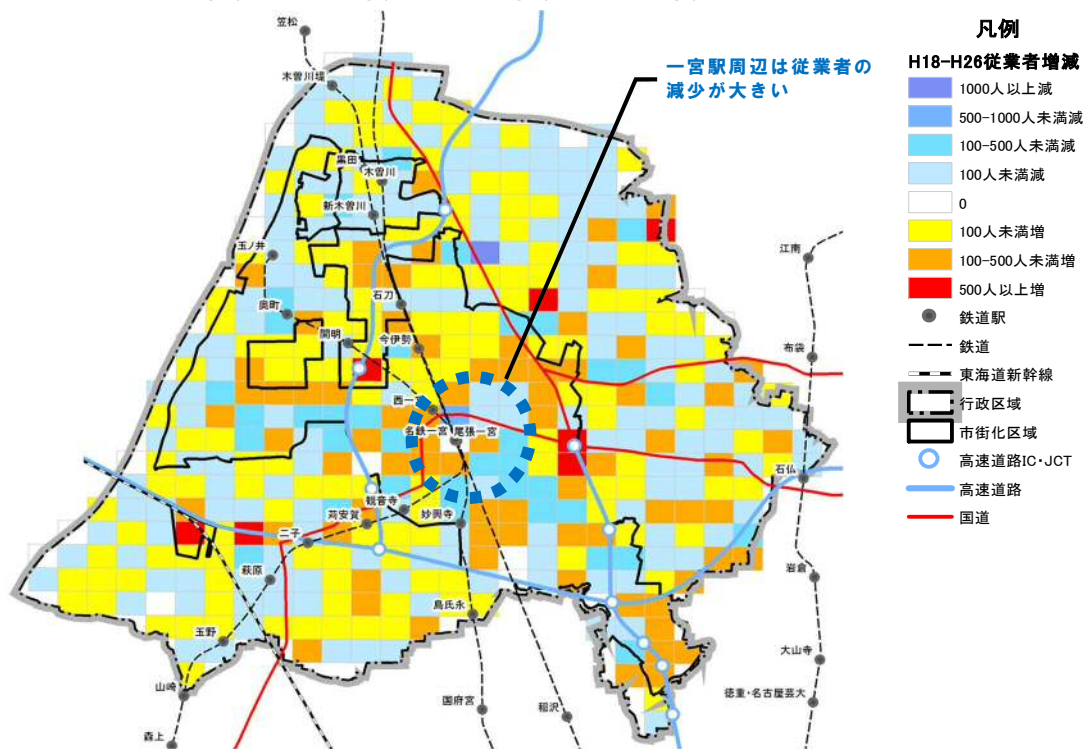 凡例
H18-H26従業者増減
1000人以上減
500-1000人未満減
100-500人未満減
100人未満減
0
100人未満増
100-500人未満増
500人以上増
鉄道駅
鉄道
東海道新幹線
行政区域
市街化区域
高速道路IC・JCT
高速道路
国道
一宮駅周辺は従業者の
減少が大きい
笠松
木曽川堤
黒田
木曽川
新木曽川
玉ノ井
江南
石刀
奥町
開明
今伊勢
布袋
西一
名鉄一宮
尾張一宮
石仏
観音寺
苅安賀
妙興寺
二子
萩原
岩倉
島氏永
玉野
大山寺
山崎
国府宮
稲沢
徳重・名古屋芸大
森上